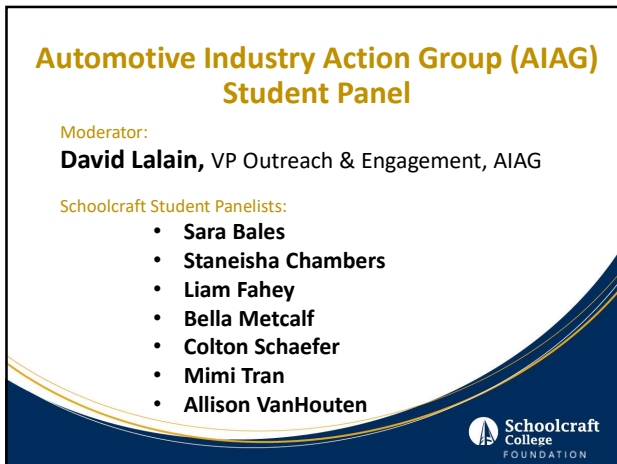 Automotive Industry Action Group (AIAG)
Student Panel
Moderator:
David Lalain, VP Outreach & Engagement, AIAG
Schoolcraft Student Panelists:
• Sara Bales
• Staneisha Chambers
• Liam Fahey
• Bella Metcalf
• Colton Schaefer
• Mimi Tran
• Allison VanHouten
Schoolcraft
College
FOUNDATION